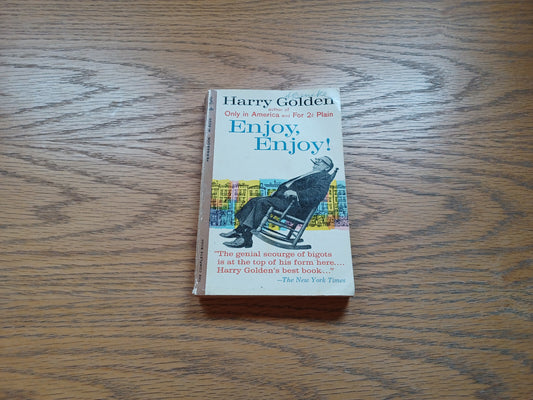 Harry Golden
author of
Only in America and For 2¢ Plain
Enjoy,
Enjoy!
"The genial scourge of bigots
is at the top of his form here....
Harry Golden's best book..."
—The New York Times